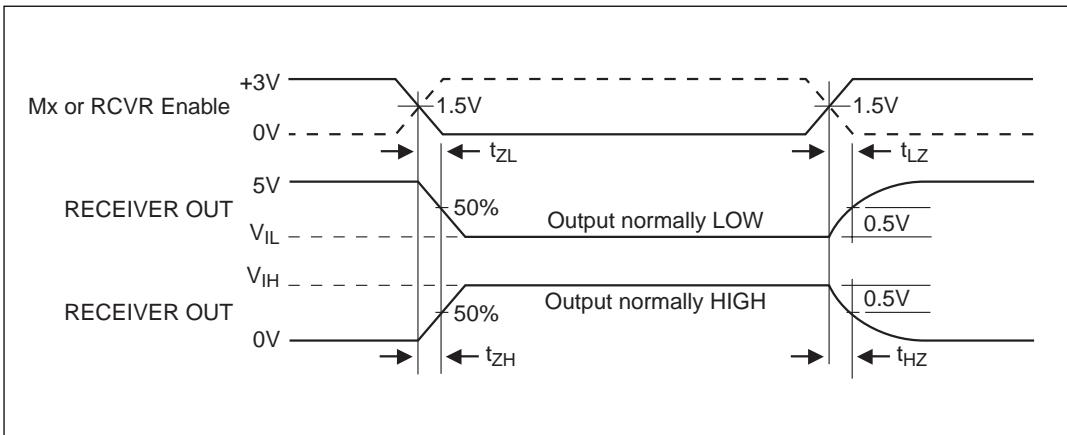 +3V
Mx or RCVR Enable
1.5V
1.5V
0V
tZL
tLZ
5V
RECEIVER OUT
50%
Output normally LOW
0.5V
VIL
VIH
RECEIVER OUT
50%
Output normally HIGH
0.5V
0V
tZH
tHZ